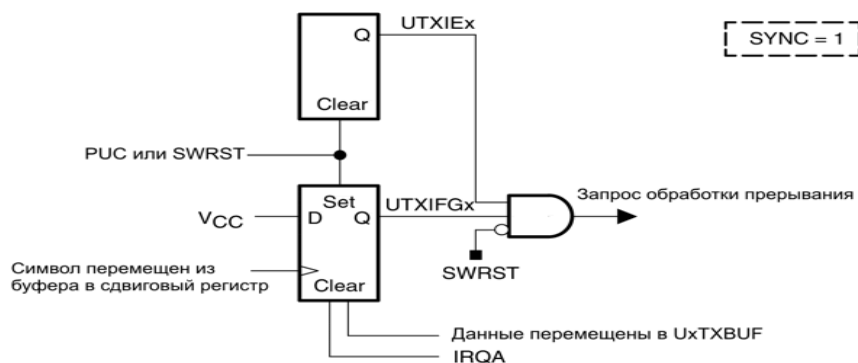 Q
UTXIEx
SYNC = 1
Clear
PUC или SWRST
Set
UTXIFGx
Запрос обработки прерывания
VCC
D
Q
Символ перемещен из
буфера в сдвиговый регистр
SWRST
Clear
Данные перемещены в UxTXBUF
IRQA